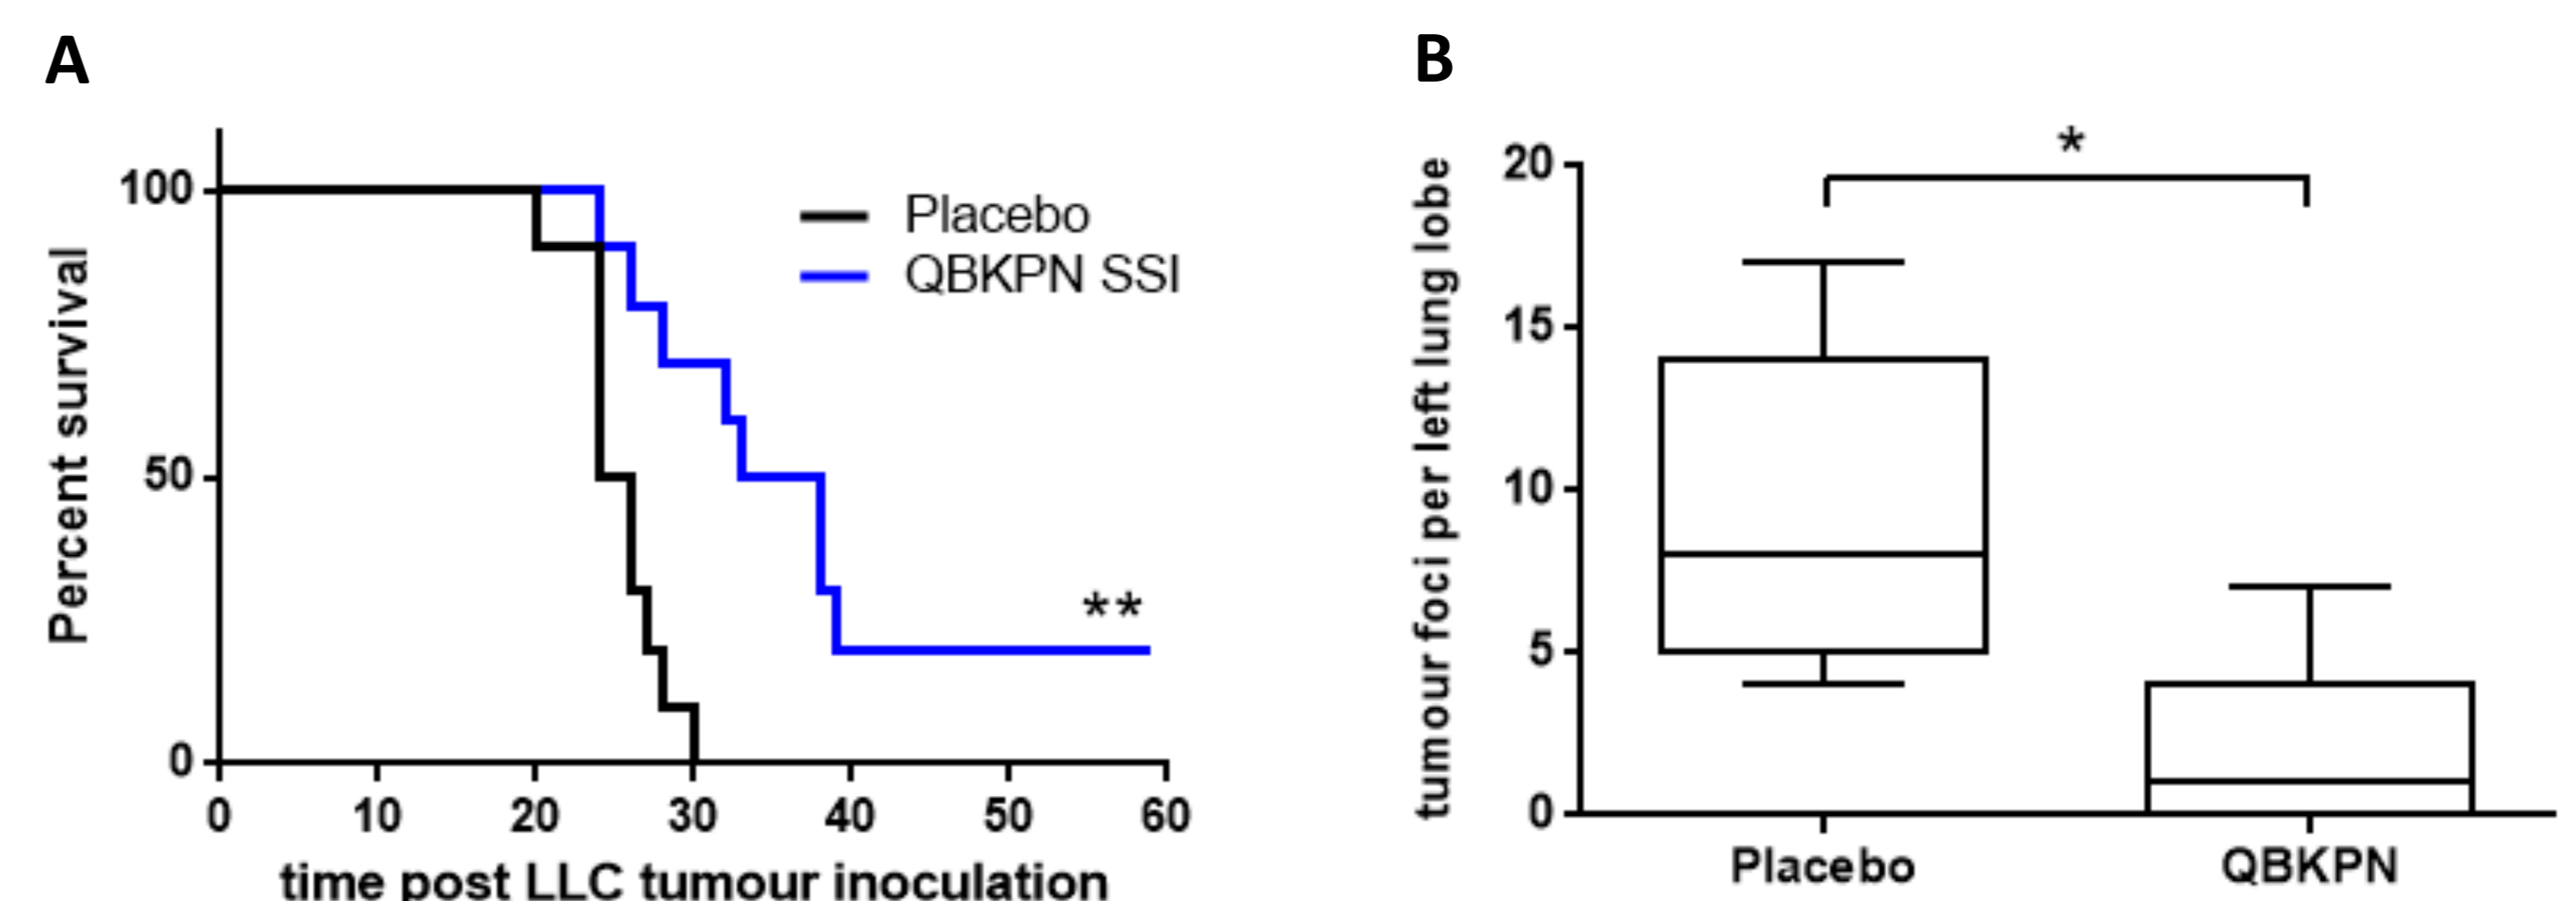 A
Percent survival
100
50
0
0 10 20 30 40 50 60
time post LLC tumour inoculation
Placebo
QBKPN SSI
**
B
tumour foci per left lung lobe
20
15
10
5
0
*
Placebo QBKPN